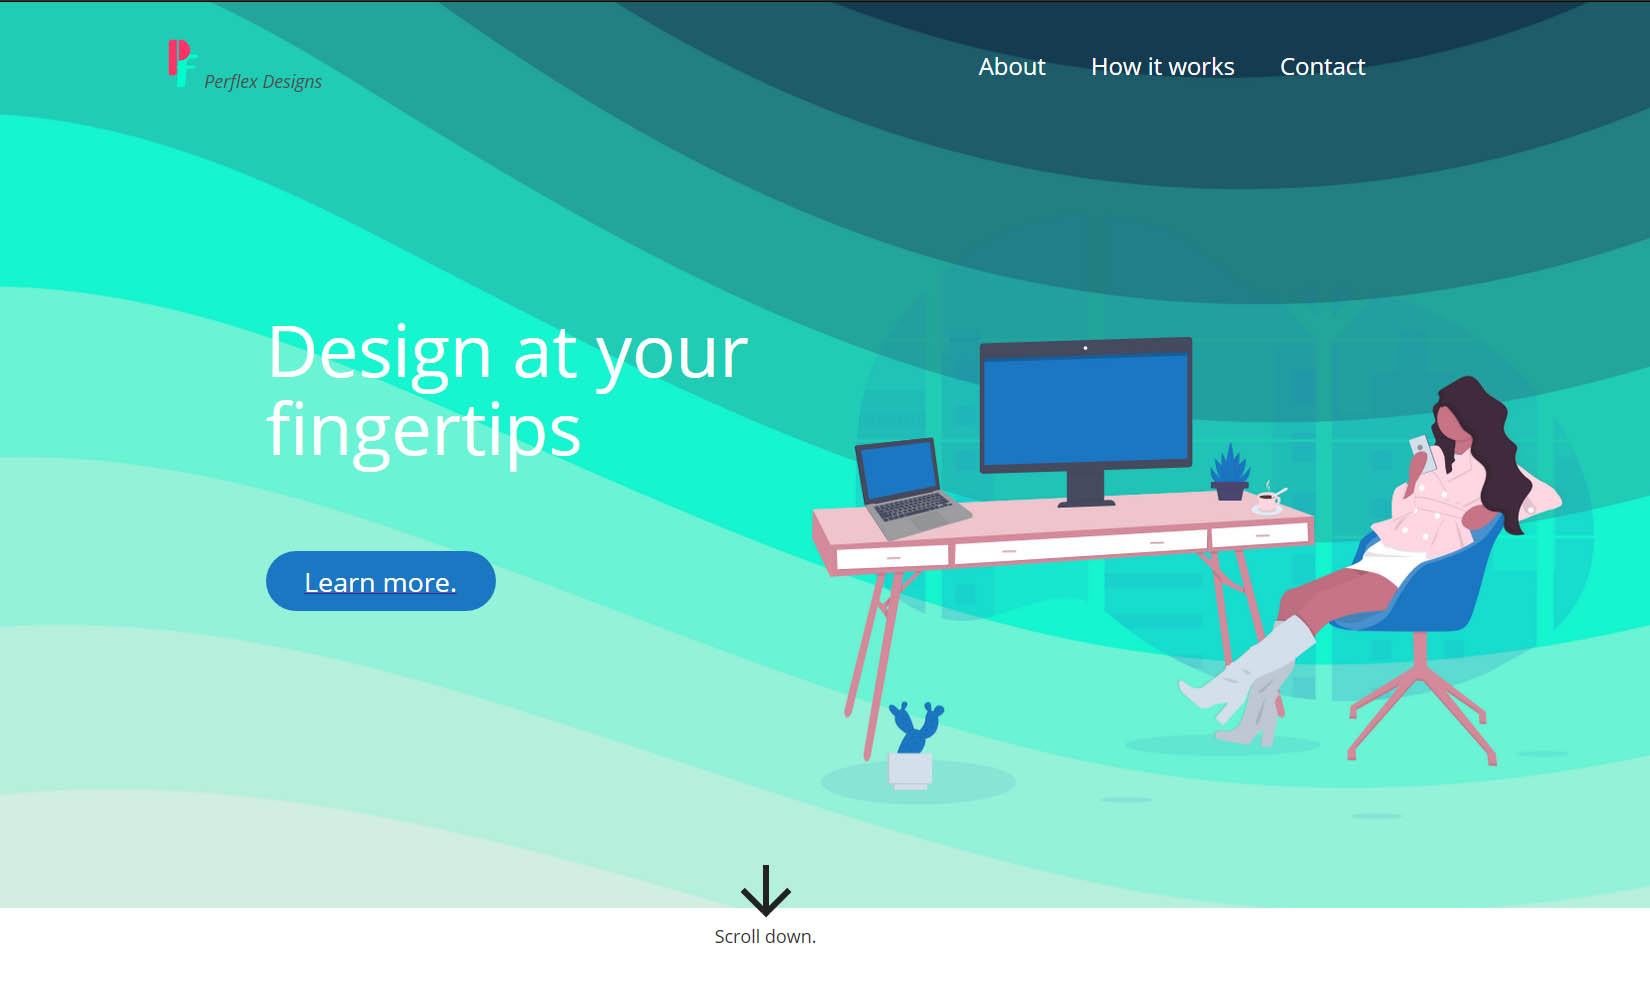 PF
Perflex Designs
About How it works Contact
Design at your
fingertips
Learn more.
Scroll down.